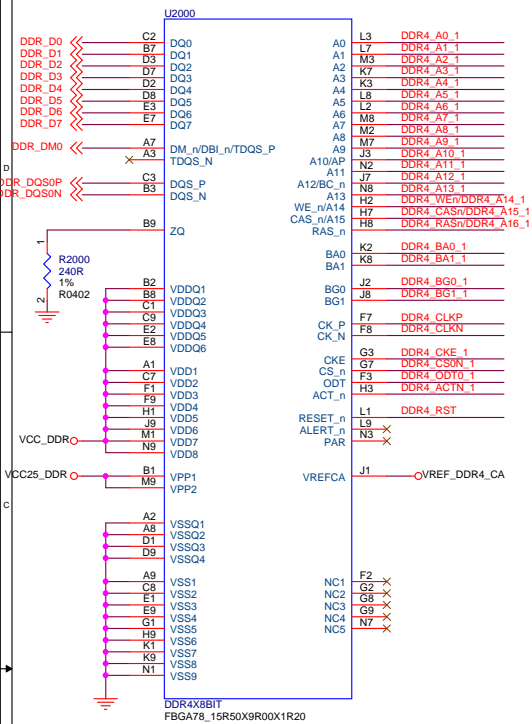 U2000
DDR_D0 C2 DQ0 A0 L3 DDR4_A0_1
DDR_D1 B7 DQ1 A1 L7 DDR4_A1_1
DDR_D2 D3 DQ2 A2 M3 DDR4_A2_1
DDR_D3 D7 DQ3 A3 K7 DDR4_A3_1
DDR_D4 D2 DQ4 A4 K3 DDR4_A4_1
DDR_D5 D8 DQ5 A5 L8 DDR4_A5_1
DDR_D6 E3 DQ6 A6 L2 DDR4_A6_1
DDR_D7 E7 DQ7 A7 M8 DDR4_A7_1
A8 M2 DDR4_A8_1
DDR_DM0 A7 DM_n/DBI_n/TDQS_P A9 M7 DDR4_A9_1
A3 TDQS_N A10/AP J3 DDR4_A10_1
D
A11 N2 DDR4_A11_1
DDR_DQS0P C3 DQS_P A12/BC_n J7 DDR4_A12_1
DDR_DQS0N B3 DQS_N A13 N8 DDR4_A13_1
WE_n/A14 H2 DDR4_WEn/DDR4_A14_1
CAS_n/A15 H7 DDR4_CASn/DDR4_A15_1
B9 ZQ RAS_n H8 DDR4_RASn/DDR4_A16_1
1
BA0 K2 DDR4_BA0_1
R2000 BA1 K8 DDR4_BA1_1
240R
1%
2 R0402
B2 VDDQ1 BG0 J2 DDR4_BG0_1
B8 VDDQ2 BG1 J8 DDR4_BG1_1
C1 VDDQ3
C9 VDDQ4 CK_P F7 DDR4_CLKP
E2 VDDQ5 CK_N F8 DDR4_CLKN
E8 VDDQ6
CKE G3 DDR4_CKE_1
A1 VDD1 CS_n G7 DDR4_CS0N_1
C7 VDD2 ODT F3 DDR4_ODT0_1
F1 VDD3 ACT_n H3 DDR4_ACTN_1
F9 VDD4
H1 VDD5 RESET_n L1 DDR4_RST
J9 VDD6 ALERT_n L9
VCC_DDR M1 VDD7 PAR N3
N9 VDD8
VCC25_DDR B1 VPP1 VREFCA J1 VREF_DDR4_CA
M9 VPP2
C
A2 VSSQ1
A8 VSSQ2
D1 VSSQ3
D9 VSSQ4
A9 VSS1 NC1 F2
C8 VSS2 NC2 G2
E1 VSS3 NC3 G8
E9 VSS4 NC4 G9
G1 VSS5 NC5 N7
H9 VSS6
K1 VSS7
K9 VSS8
N1 VSS9
DDR4X8BIT
FBGA78_15R50X9R00X1R20